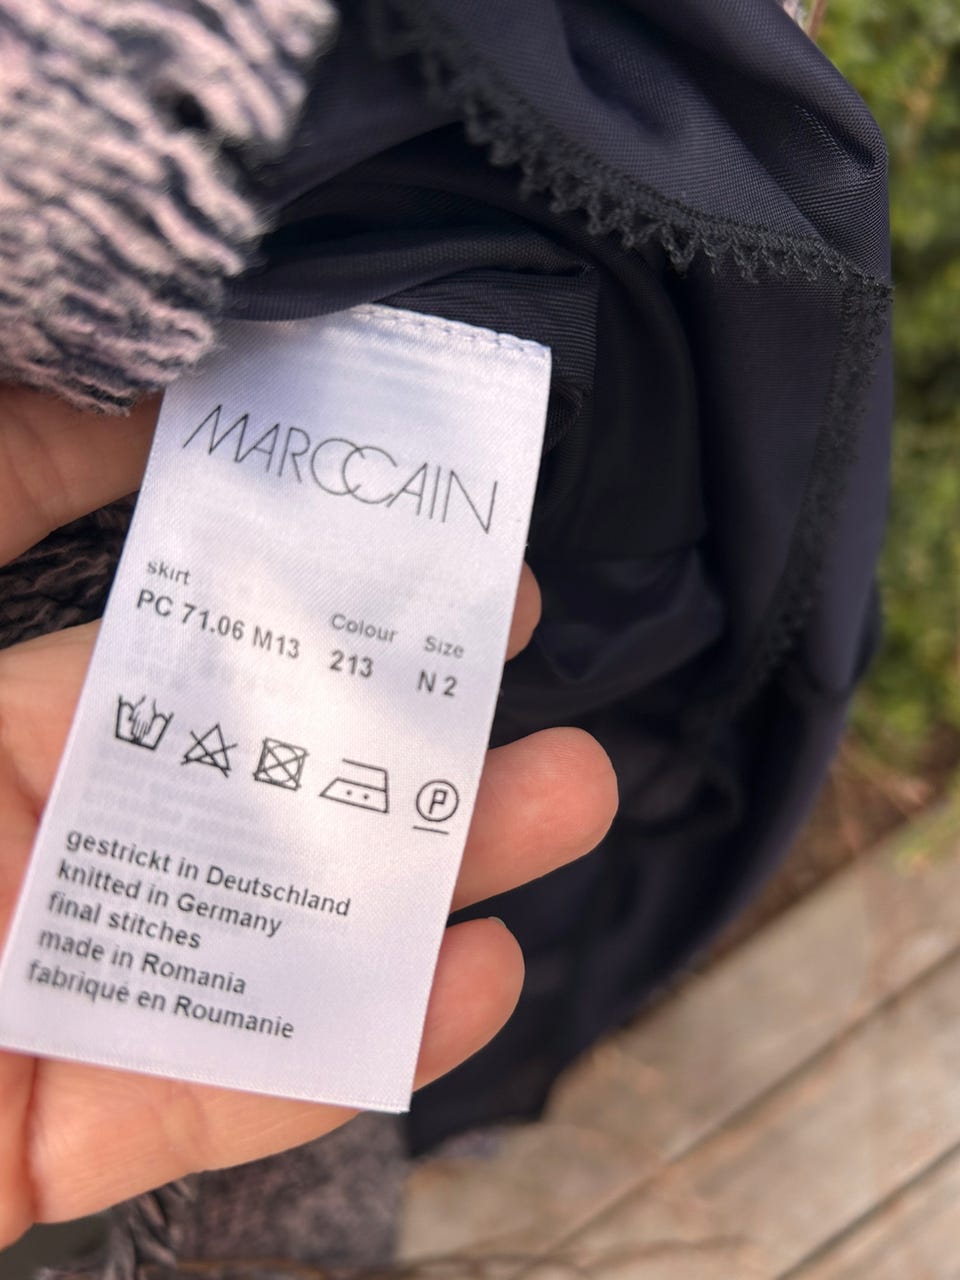 MARCCAIN
skirt Colour Size
PC 71.06 M13 213 N 2
P
gestrickt in Deutschland
knitted in Germany
final stitches
made in Romania
fabriqué en Roumanie